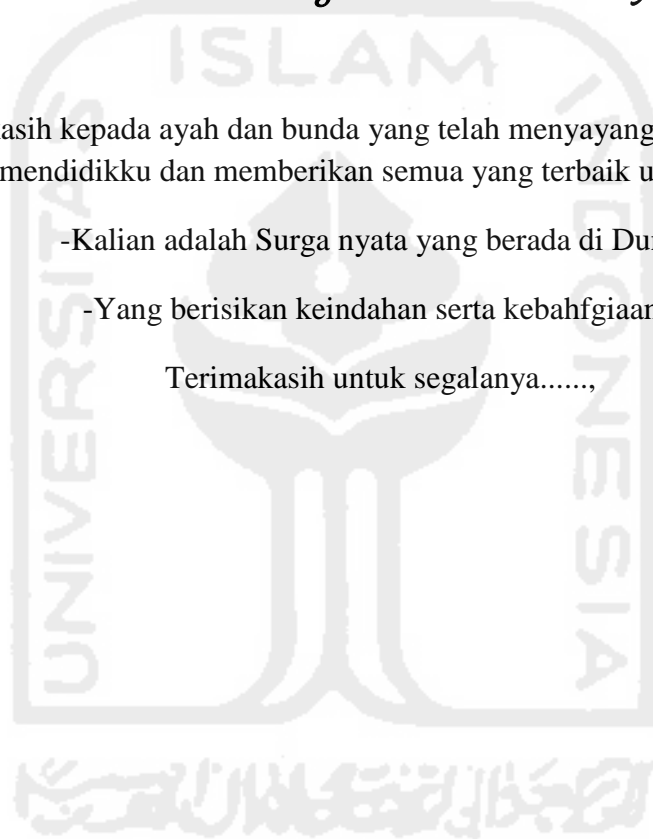 ISLAM
UNIVERSITAS
INDONESIA
asih kepada ayah dan bunda yang telah menyayang
mendidikku dan memberikan semua yang terbaik u
-Kalian adalah Surga nyata yang berada di Du
-Yang berisikan keindahan serta kebahfgiaan
Terimakasih untuk segalanya......,